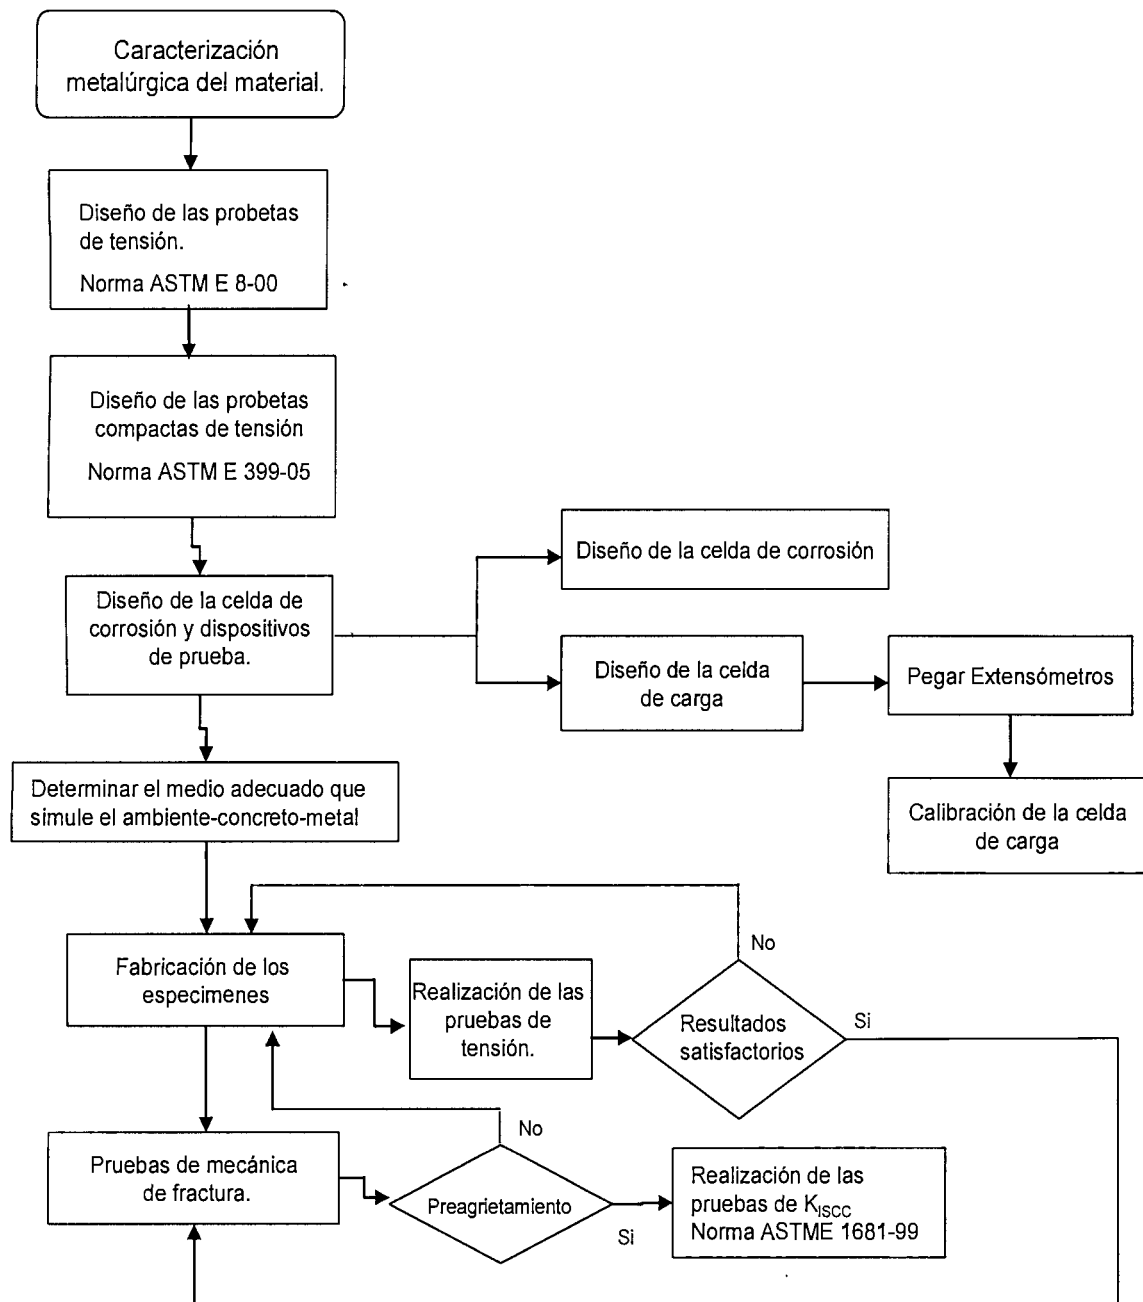 Caracterización
metalúrgica del material.
Diseño de las probetas
de tensión.
Norma ASTM E 8-00
Diseño de las probetas
compactas de tensión
Norma ASTM E 399-05
Diseño de la celda de corrosión
Diseño de la celda de
corrosión y dispositivos
de prueba.
Diseño de la celda
de carga
Pegar Extensómetros
Determinar el medio adecuado que
simule el ambiente-concreto-metal
Calibración de la celda
de carga
No
Fabricación de los
especimenes
Realización de las
pruebas de
tensión.
Resultados
satisfactorios
Si
No
Pruebas de mecánica
de fractura.
Preagrietamiento
Si
Realización de las
pruebas de KISCC
Norma ASTME 1681-99